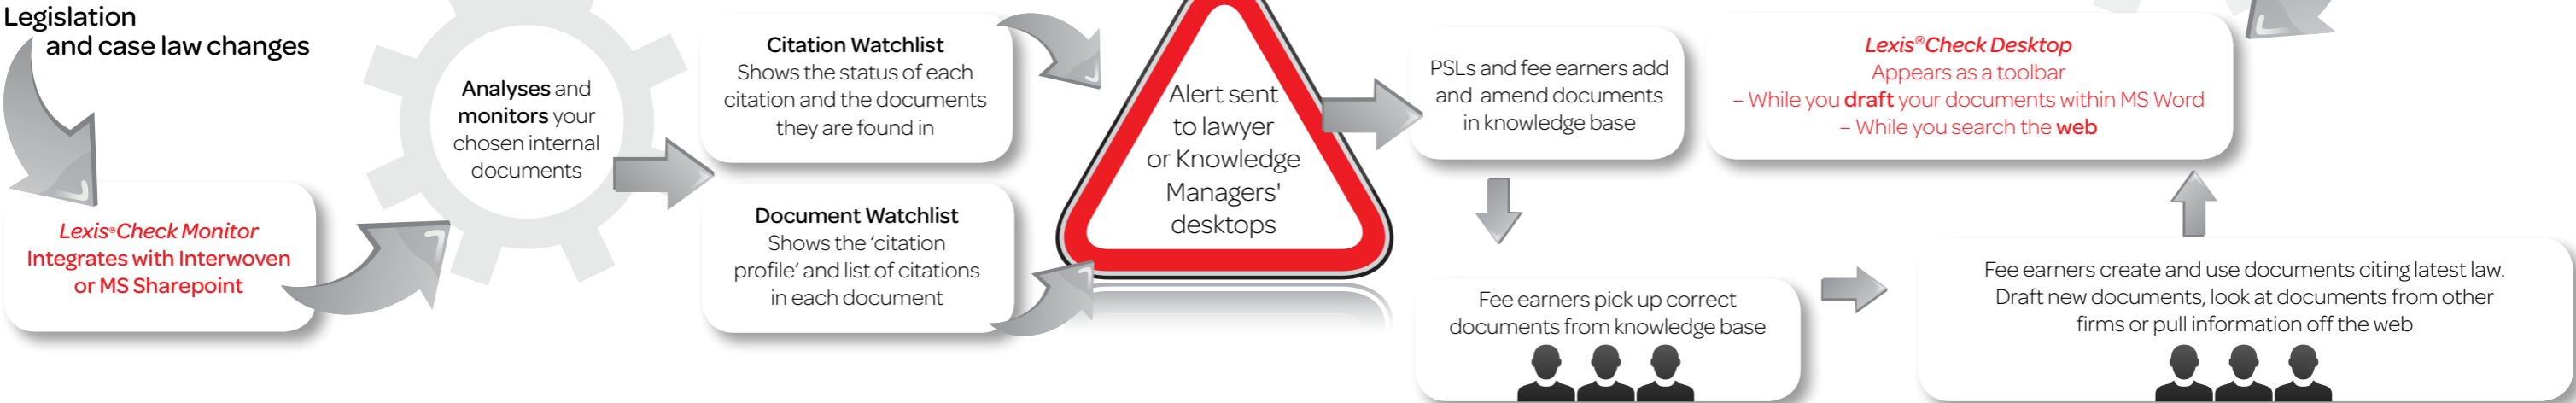 Legislation
and case law changes
Lexis®Check Monitor
Integrates with Interwoven
or MS Sharepoint
Analyses and
monitors your
chosen internal
documents
Citation Watchlist
Shows the status of each
citation and the documents
they are found in
Document Watchlist
Shows the ‘citation
profile’ and list of citations
in each document
Alert sent
to lawyer
or Knowledge
Managers'
desktops
PSLs and fee earners add
and amend documents
in knowledge base
Fee earners pick up correct
documents from knowledge base
Fee earners create and use documents citing latest law.
Draft new documents, look at documents from other
firms or pull information off the web
Lexis®Check Desktop
Appears as a toolbar
– While you draft your documents within MS Word
– While you search the web